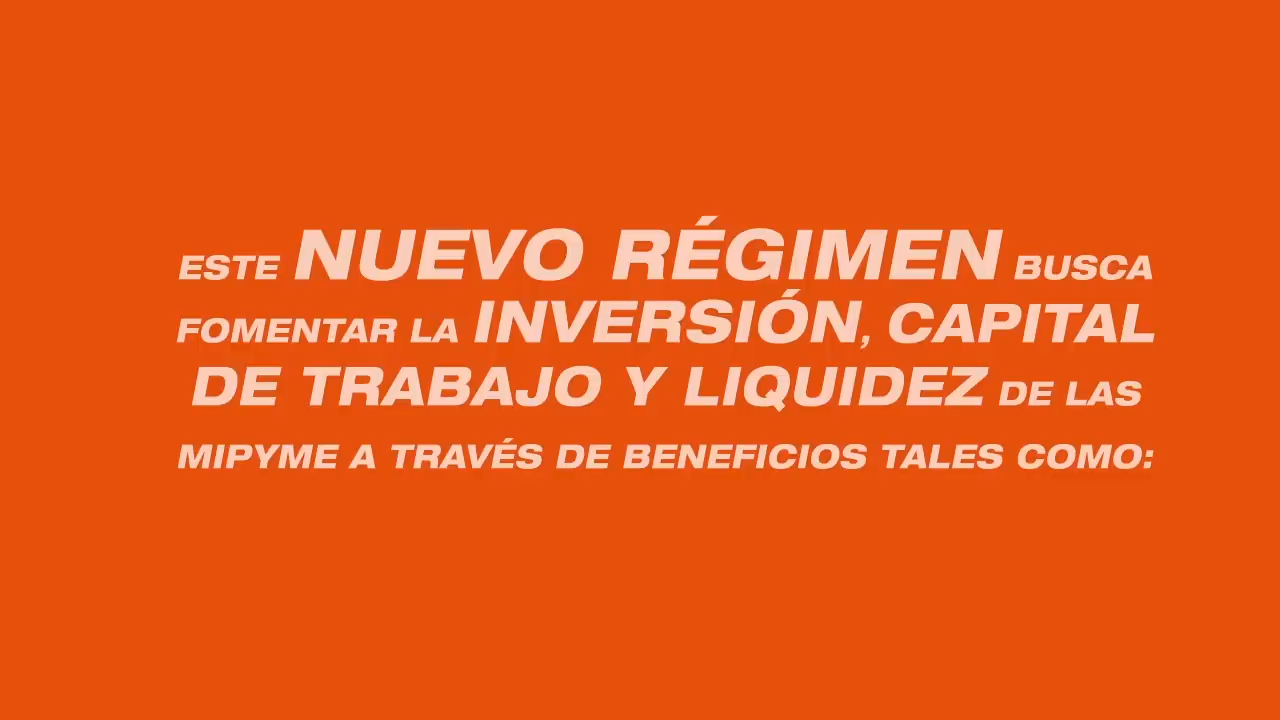 ESTE NUEVO RÉGIMEN BUSCA
FOMENTAR LA INVERSIÓN, CAPITAL
DE TRABAJO Y LIQUIDEZ DE LAS
MIPYME A TRAVÉS DE BENEFICIOS TALES COMO: